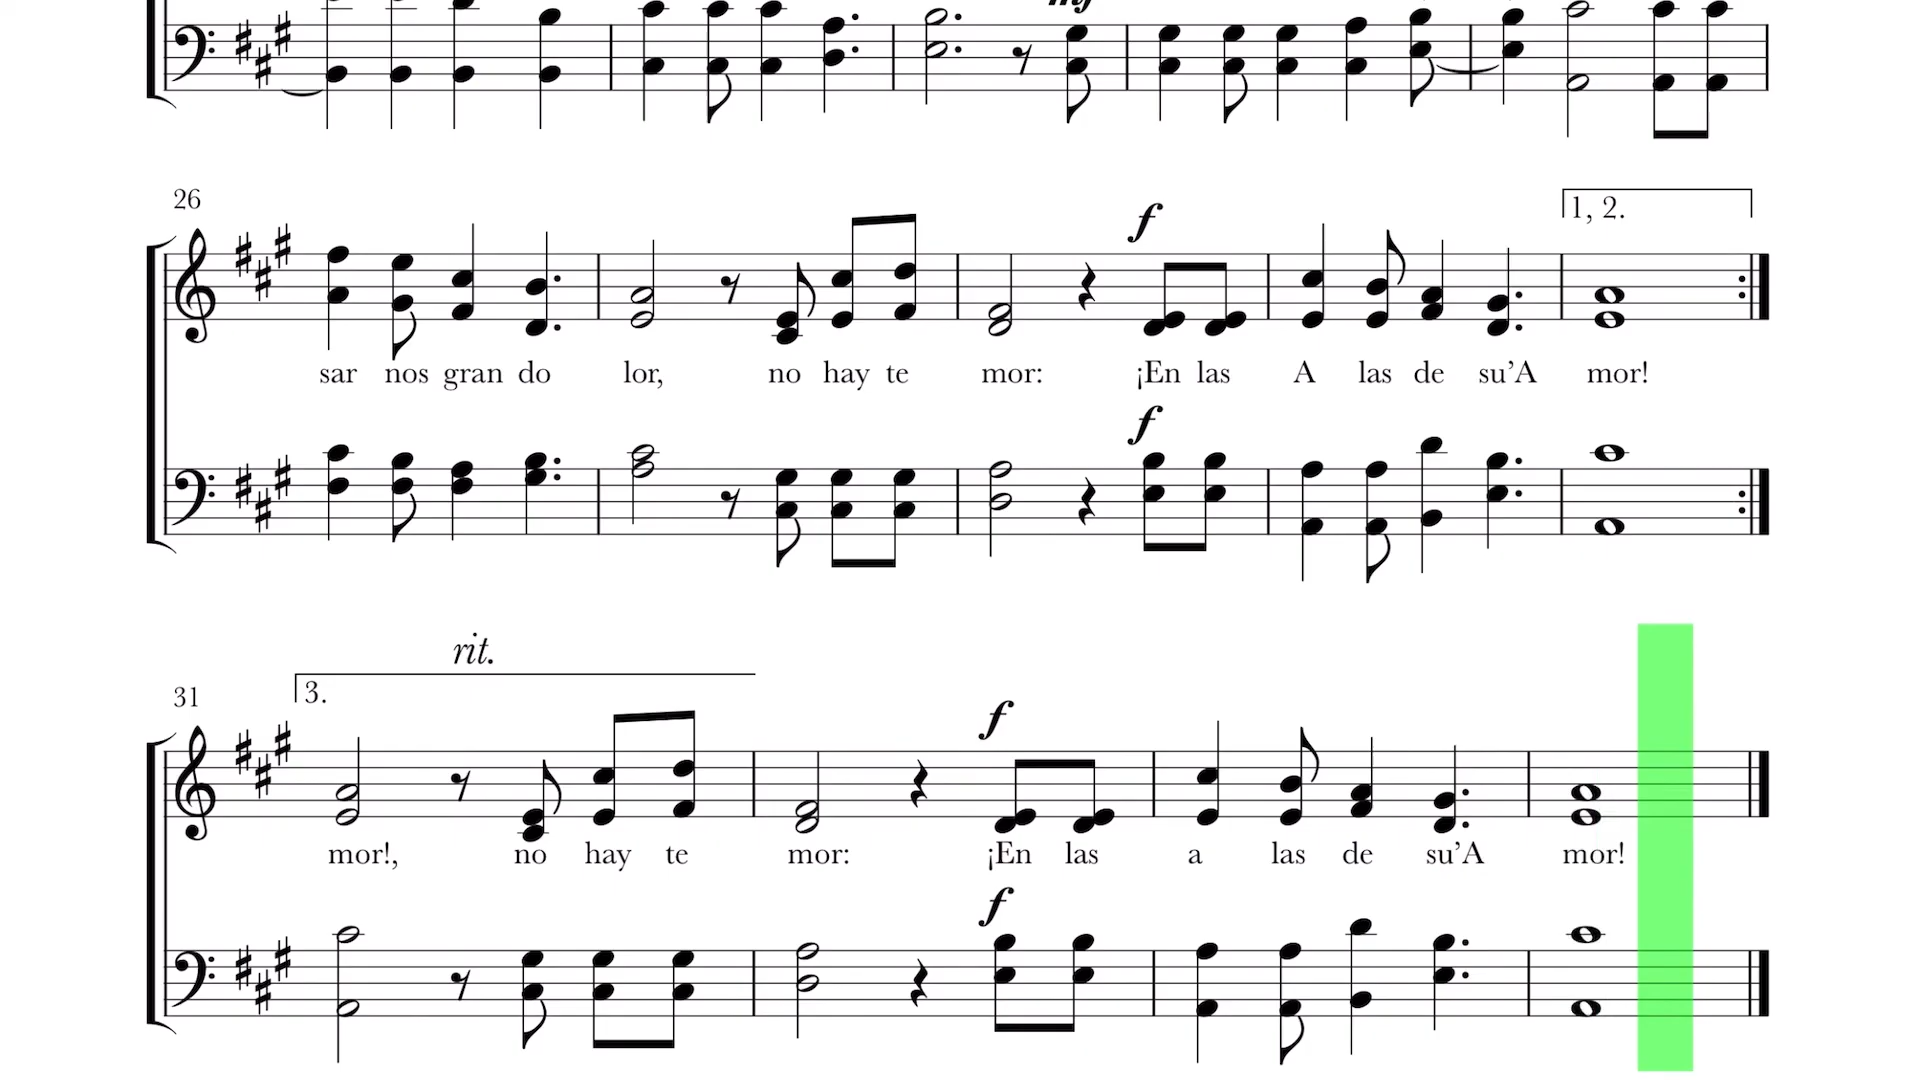 mf
26
1, 2.
f
sar nos gran do lor, no hay te mor: ¡En las A las de su’A mor!
f
rit.
31
3.
f
mor!, no hay te mor: ¡En las a las de su’A mor!
f